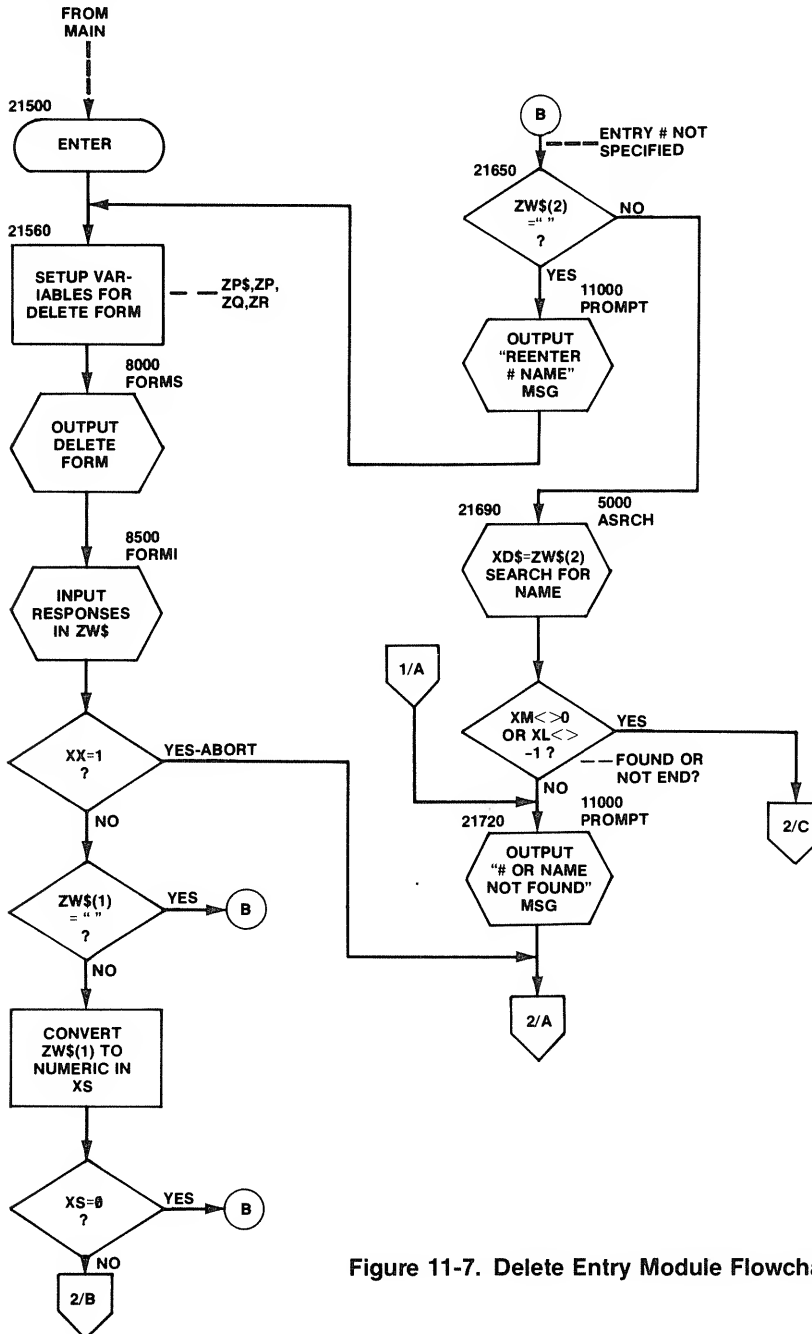 FROM
MAIN
21500
ENTER
21560
SETUP VAR-
IABLES FOR
DELETE FORM
ZP$,ZP,
ZQ,ZR
8000
FORMS
OUTPUT
DELETE
FORM
8500
FORMI
INPUT
RESPONSES
IN ZW$
XX=1
?
YES-ABORT
NO
ZW$(1)
= “ ”
?
YES
B
NO
CONVERT
ZW$(1) TO
NUMERIC IN
XS
XS=0
?
YES
B
NO
2/B
B
ENTRY # NOT
SPECIFIED
21650
ZW$(2)
=“ ”
?
NO
YES
11000
PROMPT
OUTPUT
“REENTER
# NAME”
MSG
21690
5000
ASRCH
XD$=ZW$(2)
SEARCH FOR
NAME
1/A
XM<>0
OR XL<>
-1 ?
YES
FOUND OR
NOT END?
NO
2/C
11000
PROMPT
21720
OUTPUT
“# OR NAME
NOT FOUND”
MSG
2/A
Figure 11-7. Delete Entry Module Flowcha